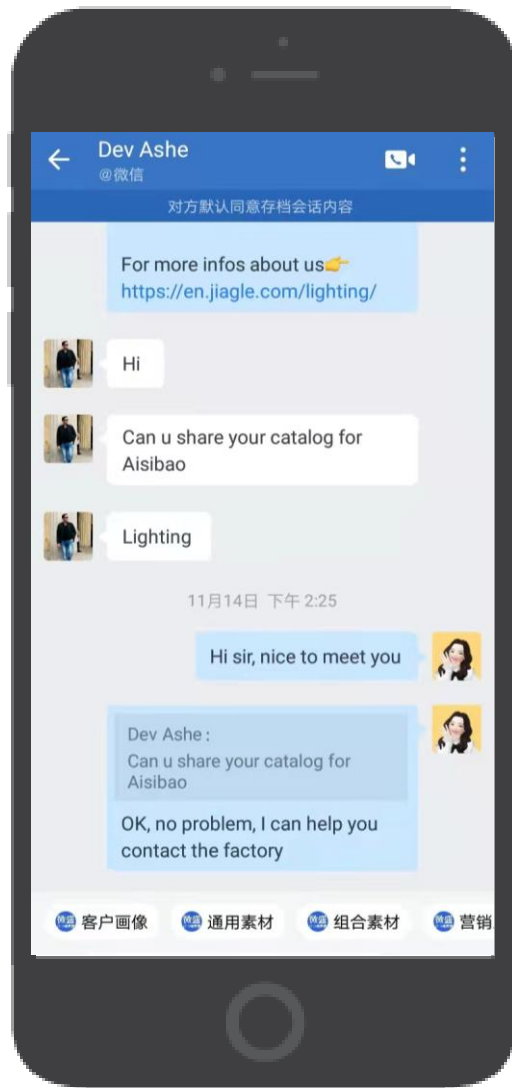 Dev Ashe
@微信
对方默认同意存档会话内容
For more infos about us👉
https://en.jiagle.com/lighting/
Hi
Can u share your catalog for
Aisibao
Lighting
11月14日 下午 2:25
Hi sir, nice to meet you
Dev Ashe :
Can u share your catalog for
Aisibao
OK, no problem, I can help you
contact the factory
客户画像 通用素材 组合素材 营销